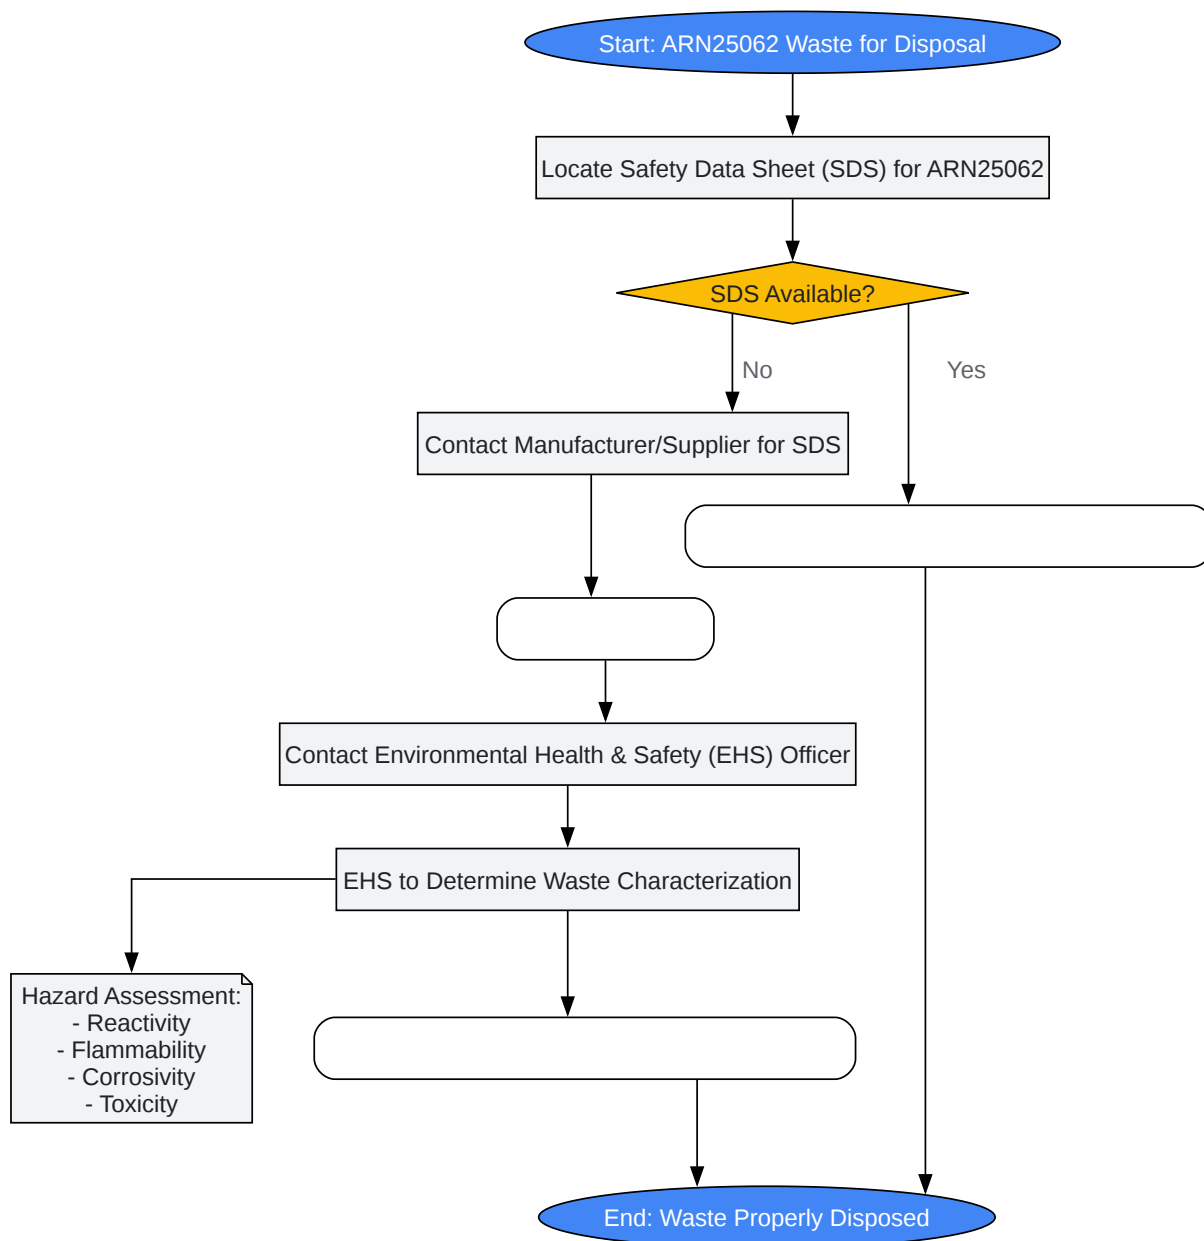 Start: ARN25062 Waste for Disposal
Locate Safety Data Sheet (SDS) for ARN25062
SDS Available?
No
Yes
Contact Manufacturer/Supplier for SDS
Contact Environmental Health & Safety (EHS) Officer
EHS to Determine Waste Characterization
Hazard Assessment:
- Reactivity
- Flammability
- Corrosivity
- Toxicity
End: Waste Properly Disposed